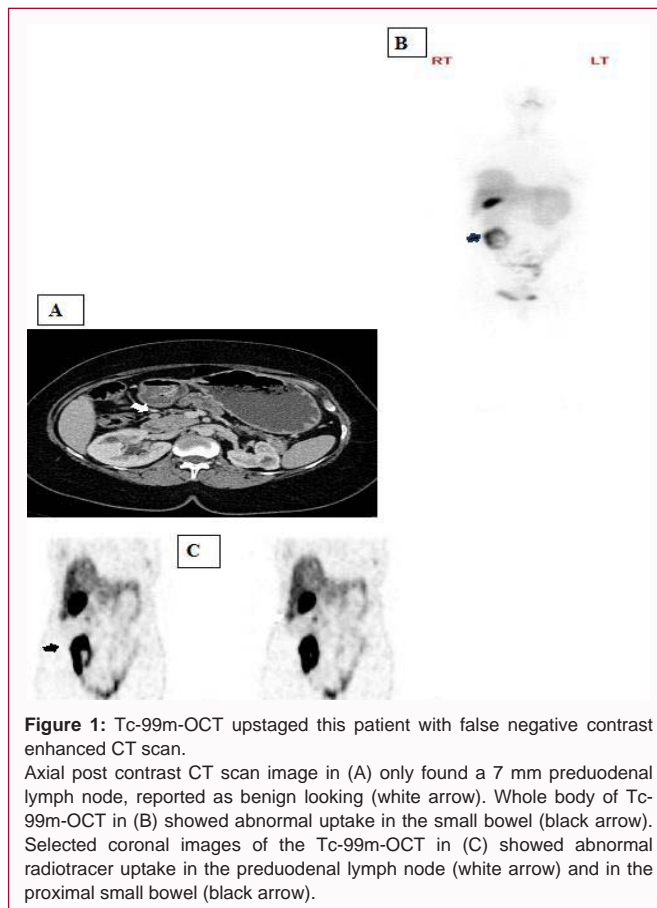 B
RT LT
A
C
Figure 1: Tc-99m-OCT upstaged this patient with false negative contrast
enhanced CT scan.
Axial post contrast CT scan image in (A) only found a 7 mm preduodenal
lymph node, reported as benign looking (white arrow). Whole body of Tc-
99m-OCT in (B) showed abnormal uptake in the small bowel (black arrow).
Selected coronal images of the Tc-99m-OCT in (C) showed abnormal
radiotracer uptake in the preduodenal lymph node (white arrow) and in the
proximal small bowel (black arrow).